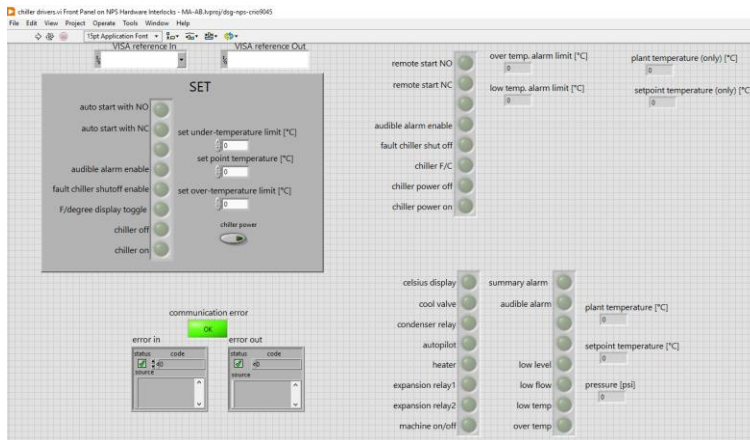 chiller drivers.vi Front Panel on NPS Hardware Interlocks - MA-AB.lvproj/dsg-nps-crio9045
File Edit View Project Operate Tools Window Help
15pt Application Font
VISA reference In
VISA reference Out
SET
auto start with NO
auto start with NC
audible alarm enable
fault chiller shutoff enable
F/degree display toggle
chiller off
chiller on
set under-temperature limit [°C]
0
set point temperature [°C]
0
set over-temperature limit [°C]
0
chiller power
remote start NO
remote start NC
audible alarm enable
fault chiller shut off
chiller F/C
chiller power off
chiller power on
over temp. alarm limit [°C]
0
low temp. alarm limit [°C]
0
plant temperature (only) [°C]
0
setpoint temperature (only) [°C
0
communication error
OK
error in
status code
0
source
error out
status code
0
source
celsius display
cool valve
condenser relay
autopilot
heater
expansion relay1
expansion relay2
machine on/off
summary alarm
audible alarm
low level
low flow
low temp
over temp
plant temperature [°C]
0
setpoint temperature [°C]
0
pressure [psi]
0